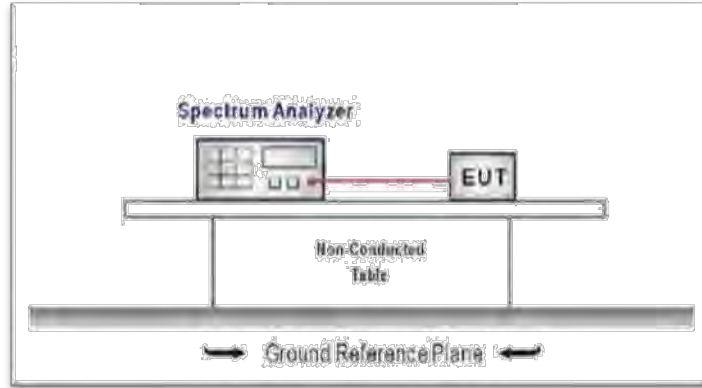 Spectrum Analyzer
EUT
Non-Conducted
Table
Ground Reference Plane